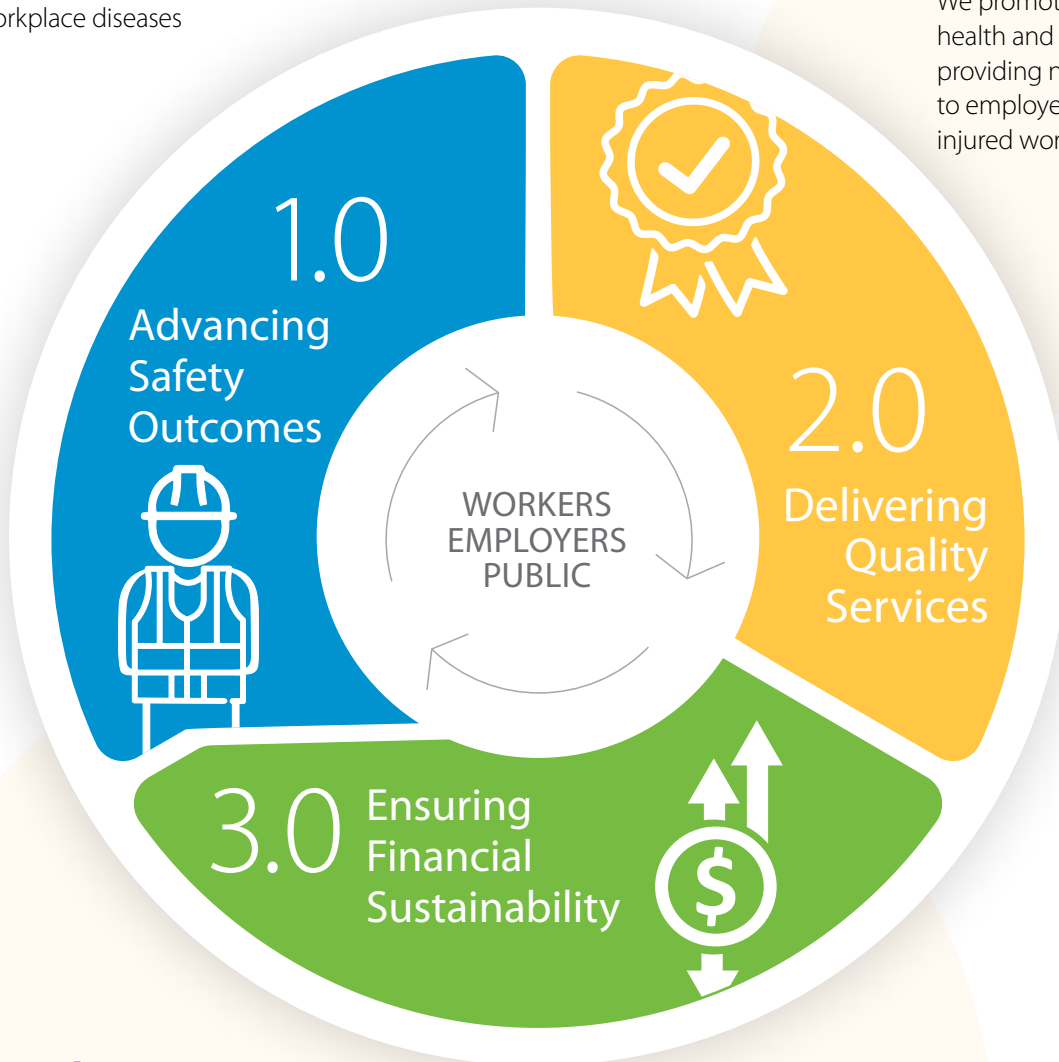 workplace diseases
We promot
health and
providing
to employe
injured wor
1.0
Advancing
Safety
Outcomes
2.0
Delivering
Quality
Services
WORKERS
EMPLOYERS
PUBLIC
3.0
Ensuring
Financial
Sustainability
$